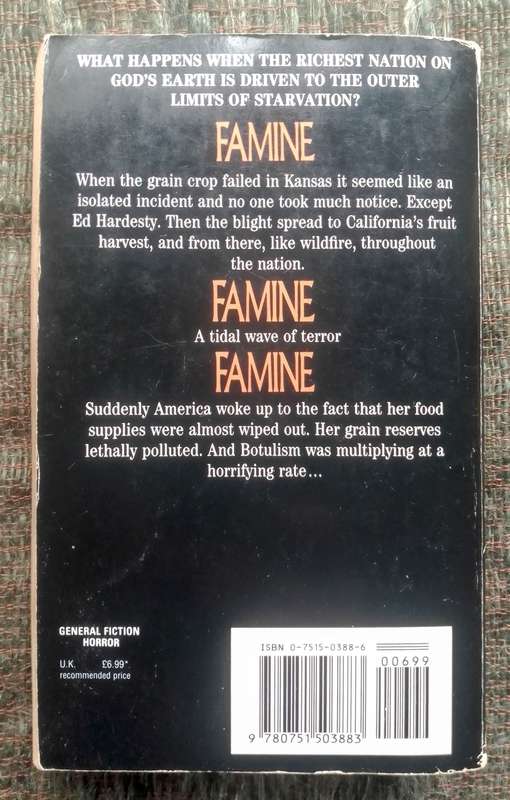 WHAT HAPPENS WHEN THE RICHEST NATION ON
GOD'S EARTH IS DRIVEN TO THE OUTER
LIMITS OF STARVATION?
FAMINE
When the grain crop failed in Kansas it seemed like an
isolated incident and no one took much notice. Except
Ed Hardesty. Then the blight spread to California's fruit
harvest, and from there, like wildfire, throughout
the nation.
FAMINE
A tidal wave of terror
FAMINE
Suddenly America woke up to the fact that her food
supplies were almost wiped out. Her grain reserves
lethally polluted. And Botulism was multiplying at a
horrifying rate...
GENERAL FICTION
HORROR
U.K. £6.99*
recommended price
ISBN 0-7515-0388-6
00699
9 780751 503883